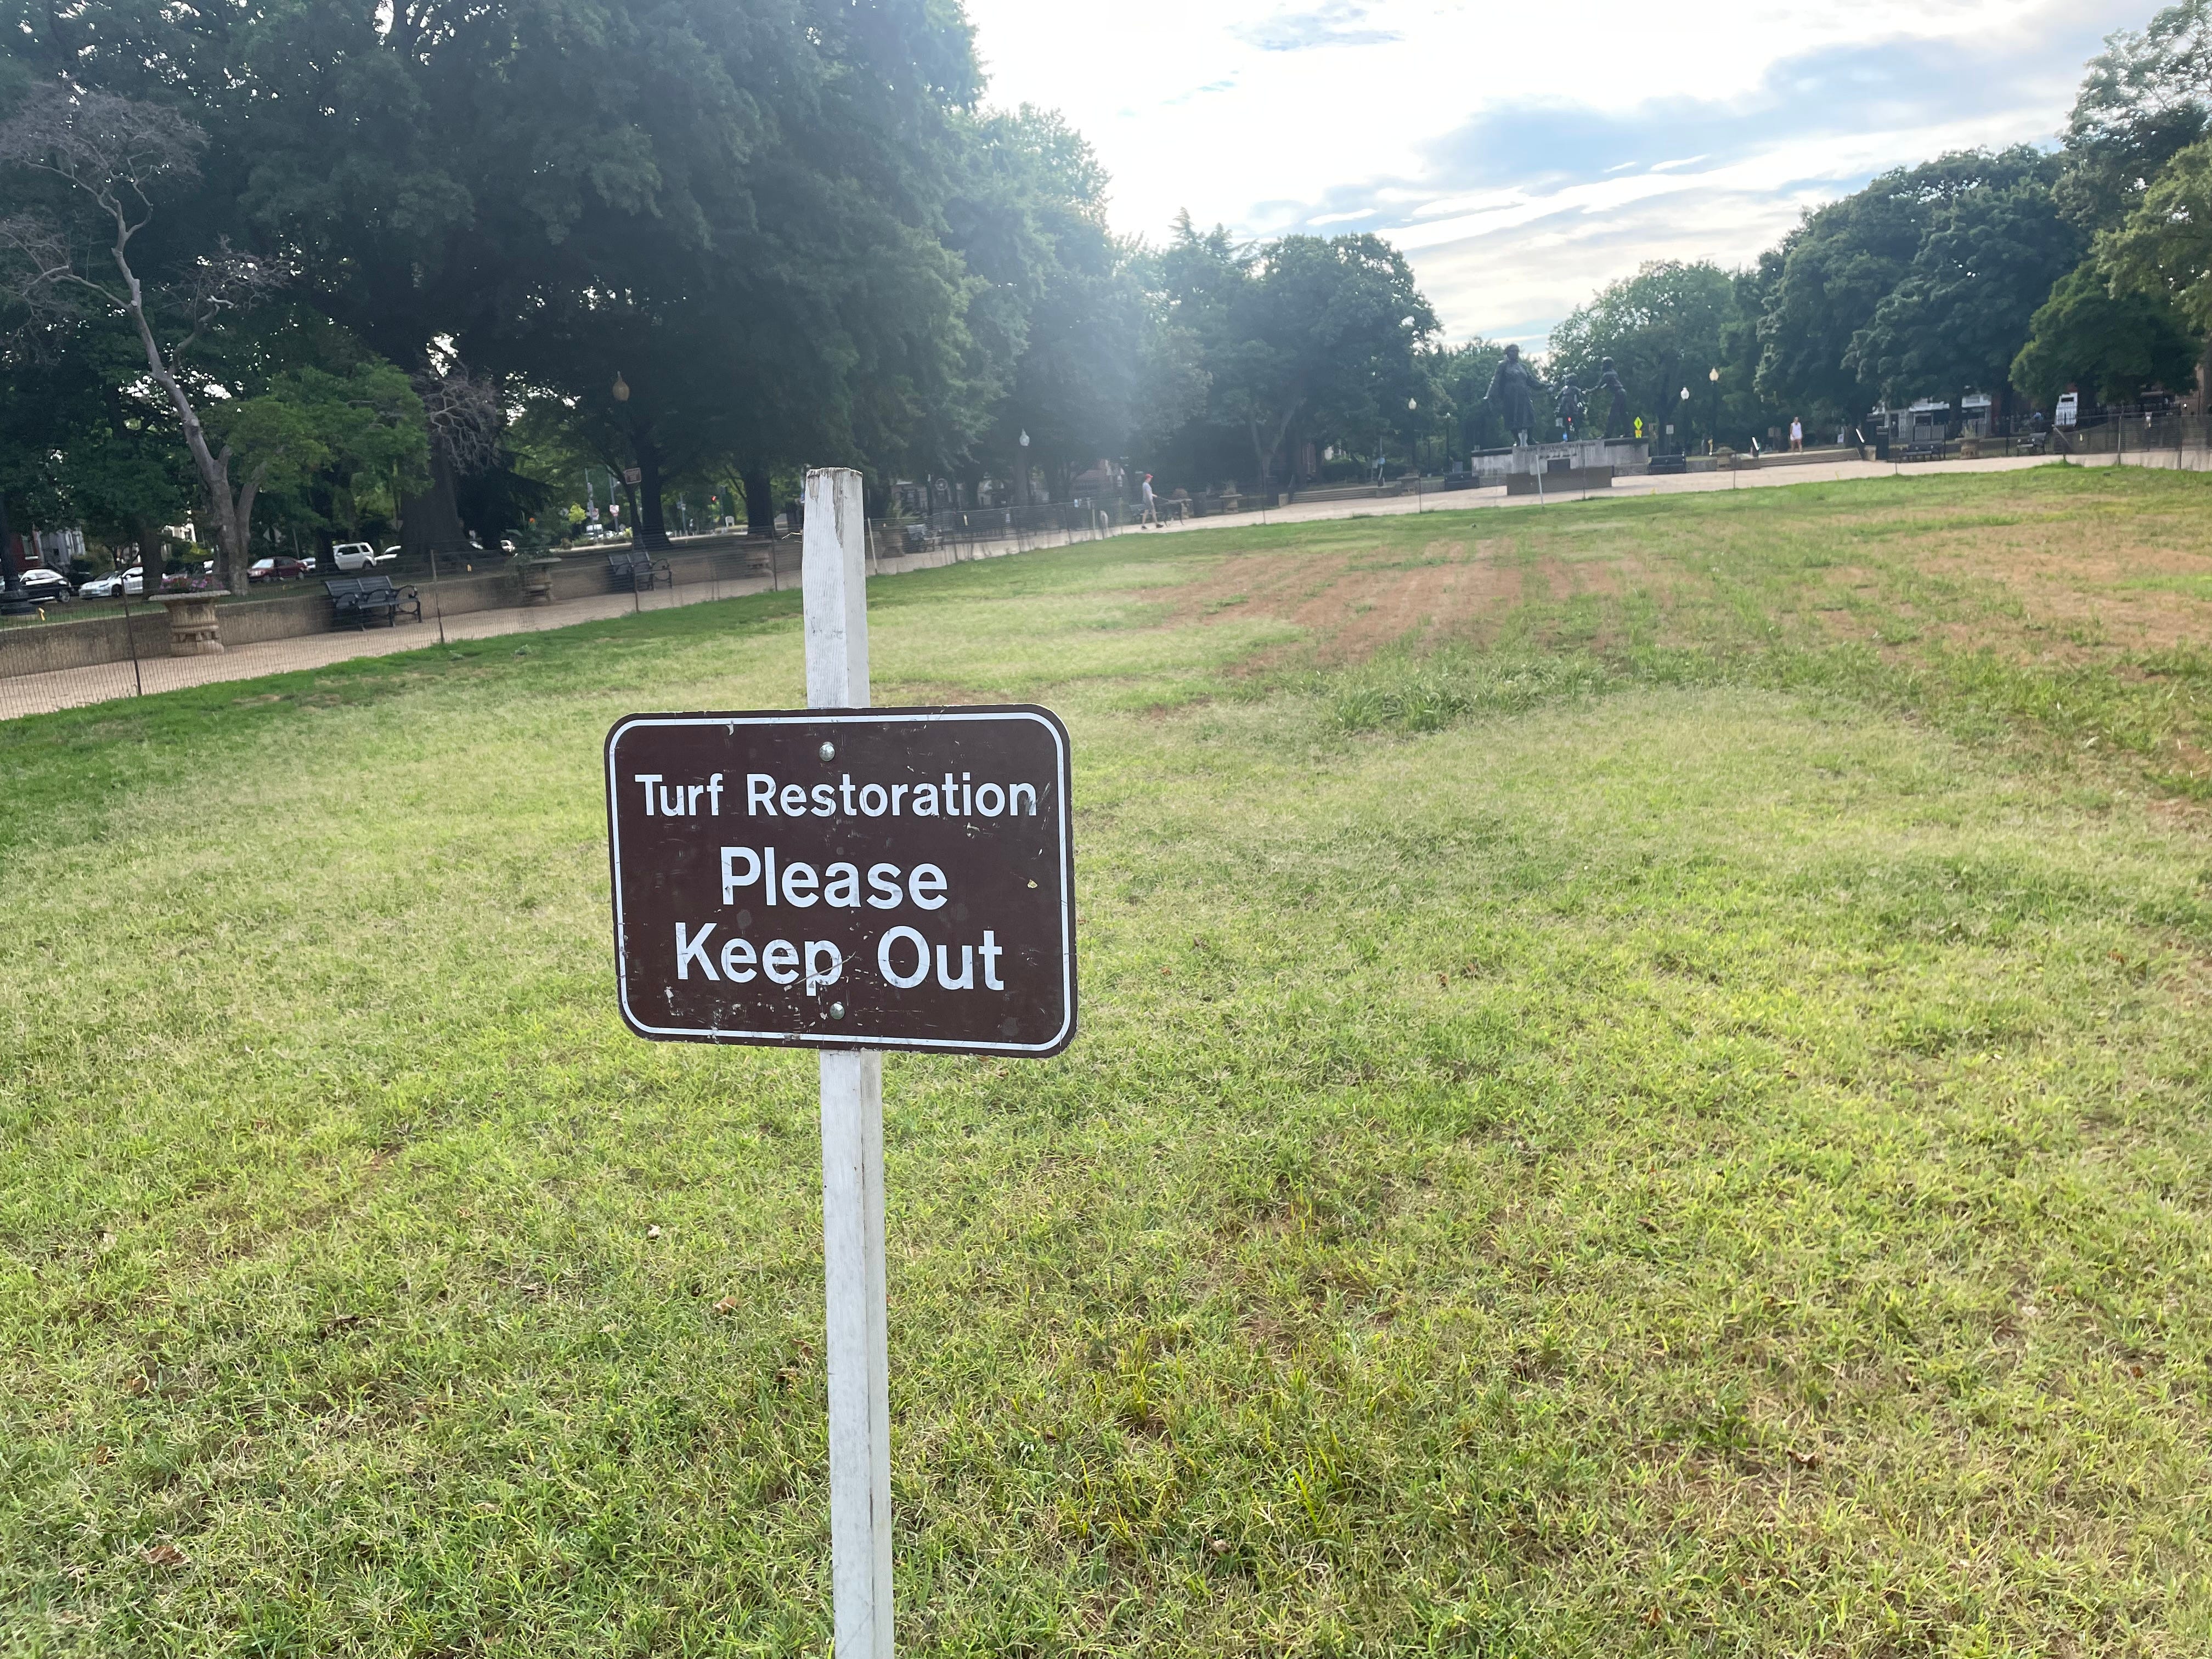 Turf Restoration
Please
Keep Out